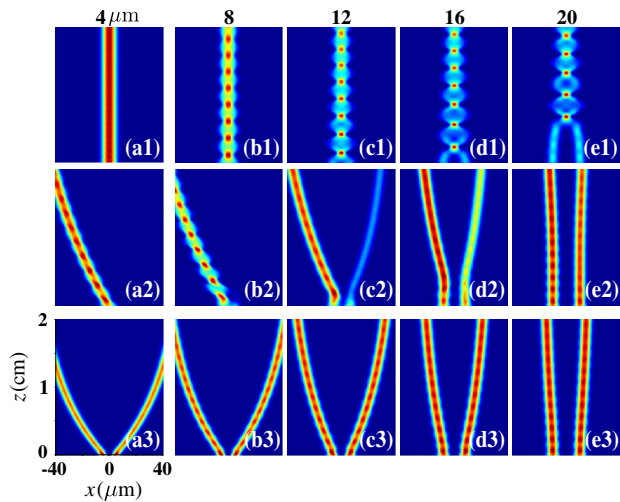 4 μm 8 12 16 20
(a1) (b1) (c1) (d1) (e1)
(a2) (b2) (c2) (d2) (e2)
2
1
z(cm)
(a3) (b3) (c3) (d3) (e3)
0
-40 0 40
x(μm)